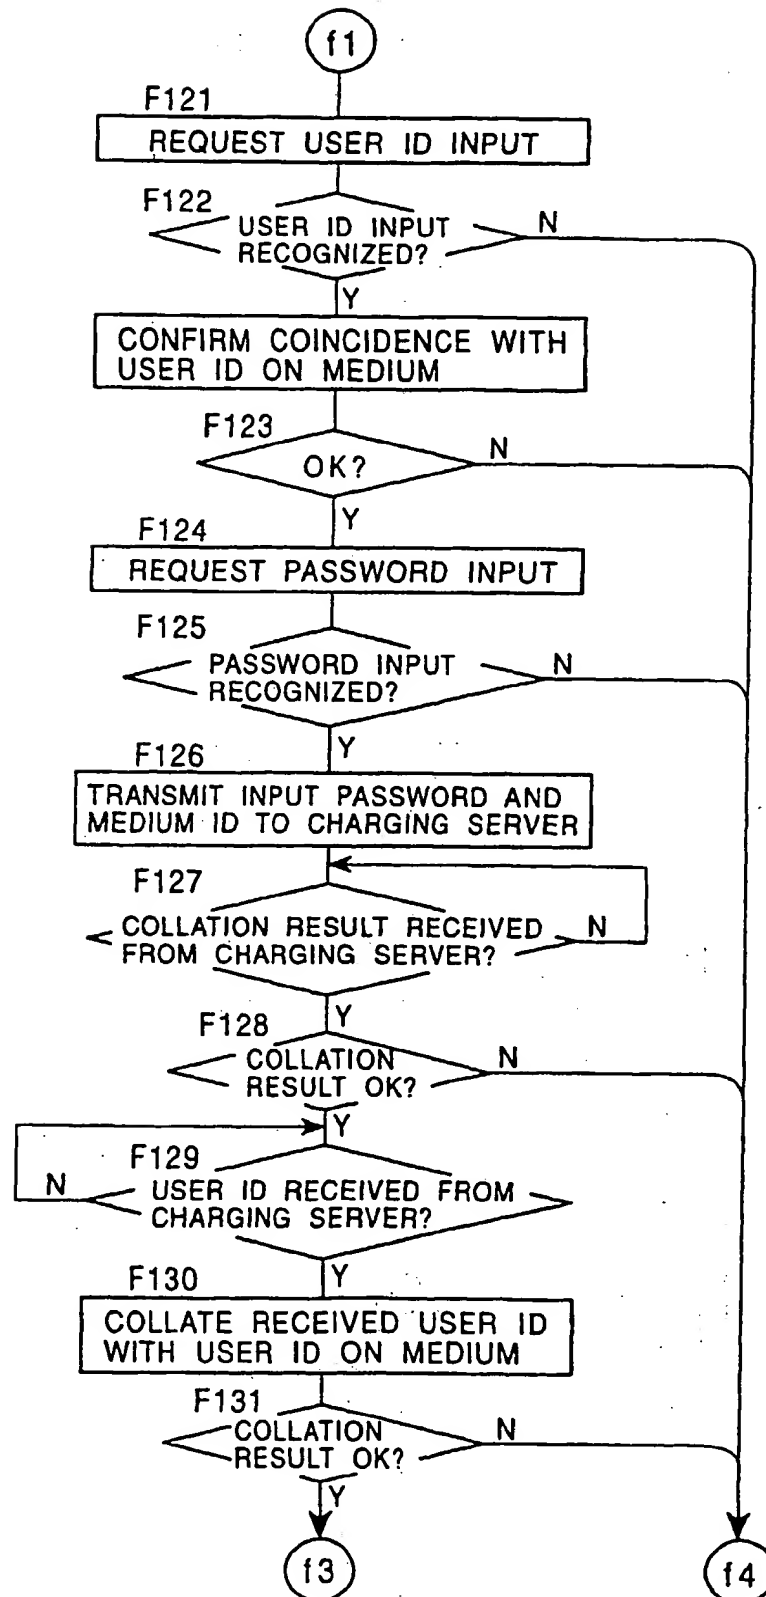 f1
F121
REQUEST USER ID INPUT
F122
USER ID INPUT
RECOGNIZED?
N
Y
CONFIRM COINCIDENCE WITH
USER ID ON MEDIUM
F123
OK?
N
Y
F124
REQUEST PASSWORD INPUT
F125
PASSWORD INPUT
RECOGNIZED?
N
Y
F126
TRANSMIT INPUT PASSWORD AND
MEDIUM ID TO CHARGING SERVER
F127
COLLATION RESULT RECEIVED
FROM CHARGING SERVER?
N
Y
F128
COLLATION
RESULT OK?
N
Y
F129
N
USER ID RECEIVED FROM
CHARGING SERVER?
Y
F130
COLLATE RECEIVED USER ID
WITH USER ID ON MEDIUM
F131
COLLATION
RESULT OK?
N
Y
f3
f4